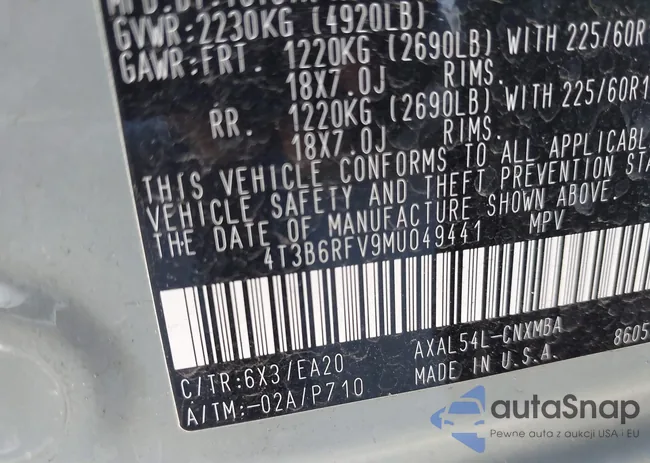 GVWR:2230KG (4920LB)
GAWR:FRT. 1220KG (2690LB) WITH 225/60R
18X7.0J RIMS.
RR. 1220KG (2690LB) WITH 225/60R1
18X7.0J RIMS.
THIS VEHICLE CONFORMS TO ALL APPLICABL
VEHICLE SAFETY AND THEFT PREVENTION STA
THE DATE OF MANUFACTURE SHOWN ABOVE.
4T3B6RFV9MU049441 MPV
C/TR:6X3/EA20 AXAL54L-CNXMBA 8605
A/TM:-02A/P710 MADE IN U.S.A.
autaSnap
Pewne auta z aukcji USA i EU